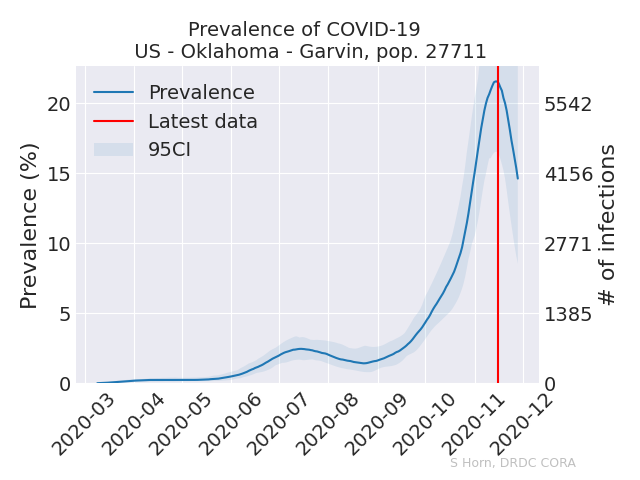 Prevalence of COVID-19
US - Oklahoma - Garvin, pop. 27711
Prevalence
Latest data
95CI
Prevalence (%)
20
15
10
5
0
5542
4156
2771
1385
0
# of infections
2020-03
2020-04
2020-05
2020-06
2020-07
2020-08
2020-09
2020-10
2020-11
2020-12
S Horn, DRDC CORA